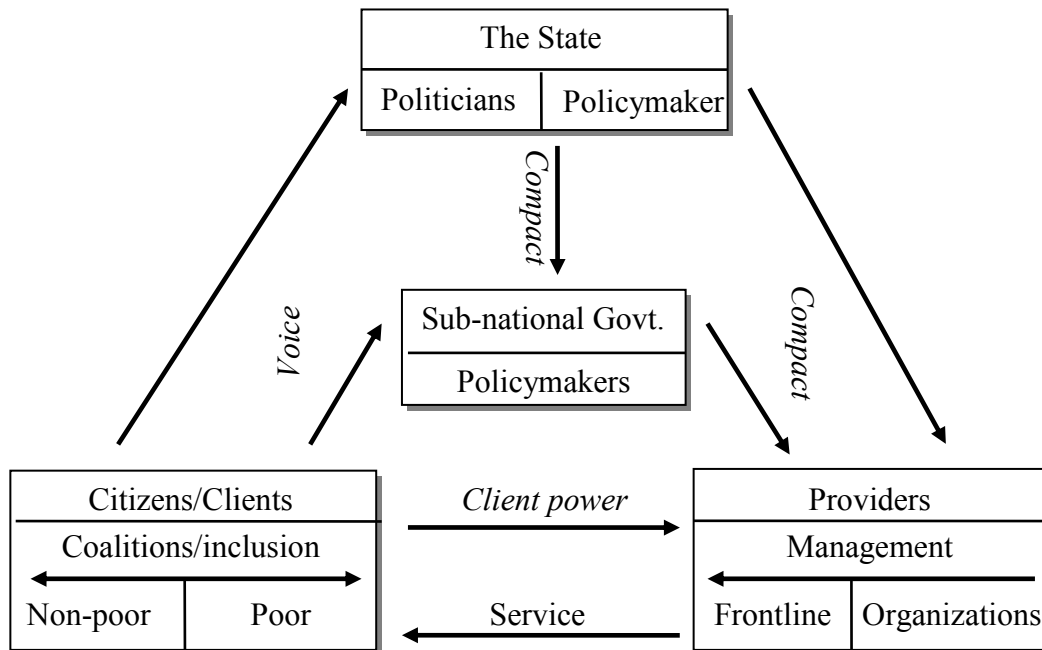 The State
Politicians
Policymaker
Compact
Sub-national Govt.
Policymakers
Voice
Compact
Citizens/Clients
Coalitions/inclusion
Non-poor
Poor
Client power
Service
Providers
Management
Frontline
Organizations